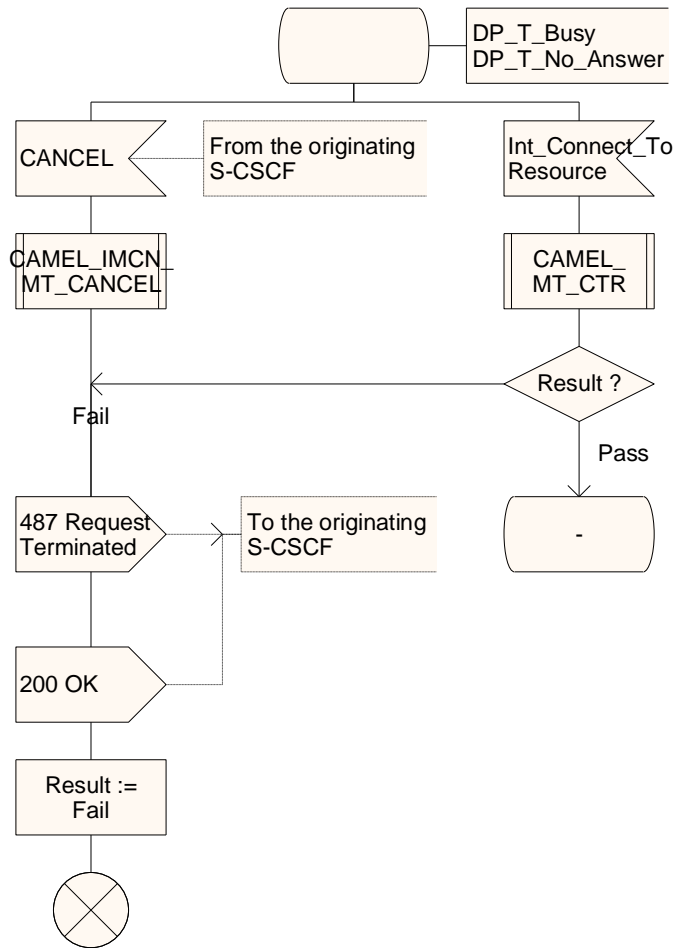 DP_T_Busy
DP_T_No_Answer
CANCEL
From the originating
S-CSCF
Int_Connect_To
Resource
CAMEL_IMCN_
MT_CANCEL
CAMEL_
MT_CTR
Result ?
Fail
Pass
487 Request
Terminated
To the originating
S-CSCF
-
200 OK
Result :=
Fail